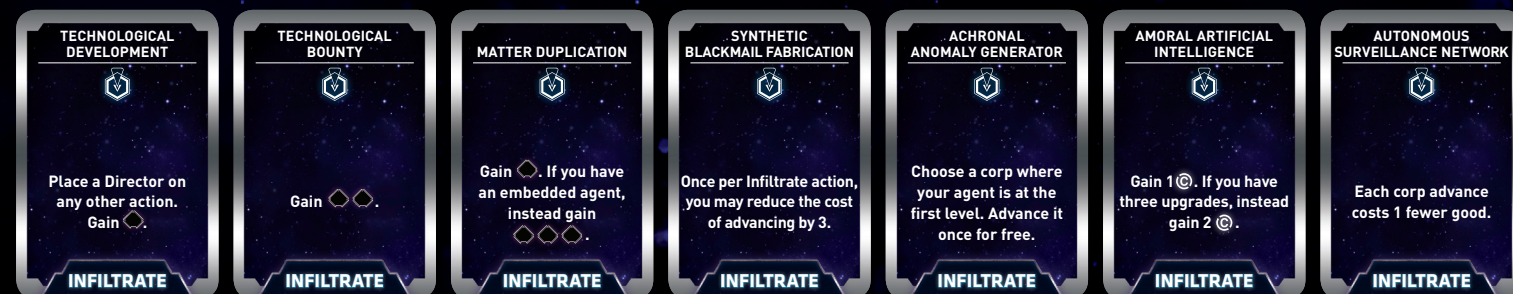 TECHNOLOGICAL
DEVELOPMENT
Place a Director on
any other action.
Gain .
INFILTRATE
TECHNOLOGICAL
BOUNTY
Gain .
INFILTRATE
MATTER DUPLICATION
Gain . If you have
an embedded agent,
instead gain
.
INFILTRATE
SYNTHETIC
BLACKMAIL FABRICATION
Once per Infiltrate action,
you may reduce the cost
of advancing by 3.
INFILTRATE
ACHRONAL
ANOMALY GENERATOR
Choose a corp where
your agent is at the
first level. Advance it
once for free.
INFILTRATE
AMORAL ARTIFICIAL
INTELLIGENCE
Gain 1 ©. If you have
three upgrades, instead
gain 2 ©.
INFILTRATE
AUTONOMOUS
SURVEILLANCE NETWORK
Each corp advance
costs 1 fewer good.
INFILTRATE